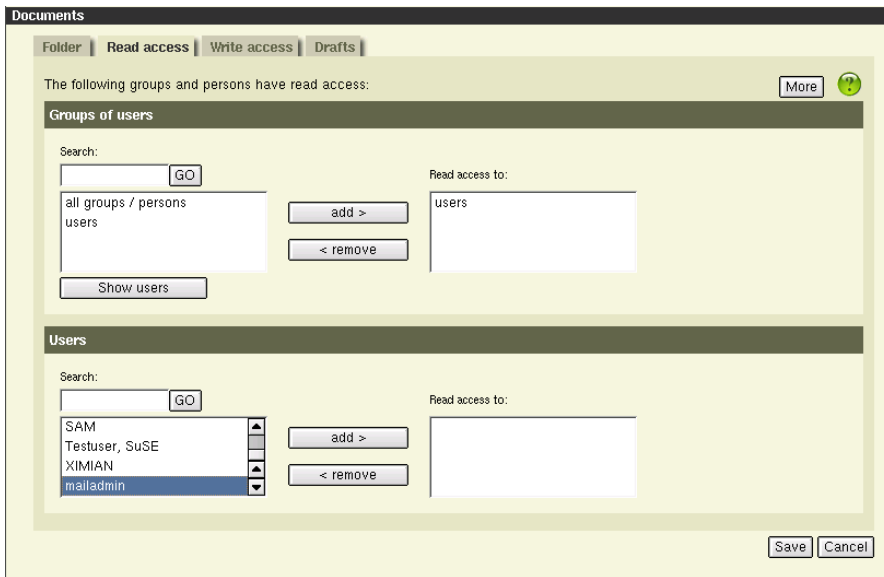 Documents
Folder Read access Write access Drafts
The following groups and persons have read access:
More ?
Groups of users
Search:
GO
Read access to:
all groups / persons
users
add >
< remove
users
Show users
Users
Search:
GO
Read access to:
SAM
Testuser, SuSE
XIMIAN
mailadmin
add >
< remove
Save Cancel